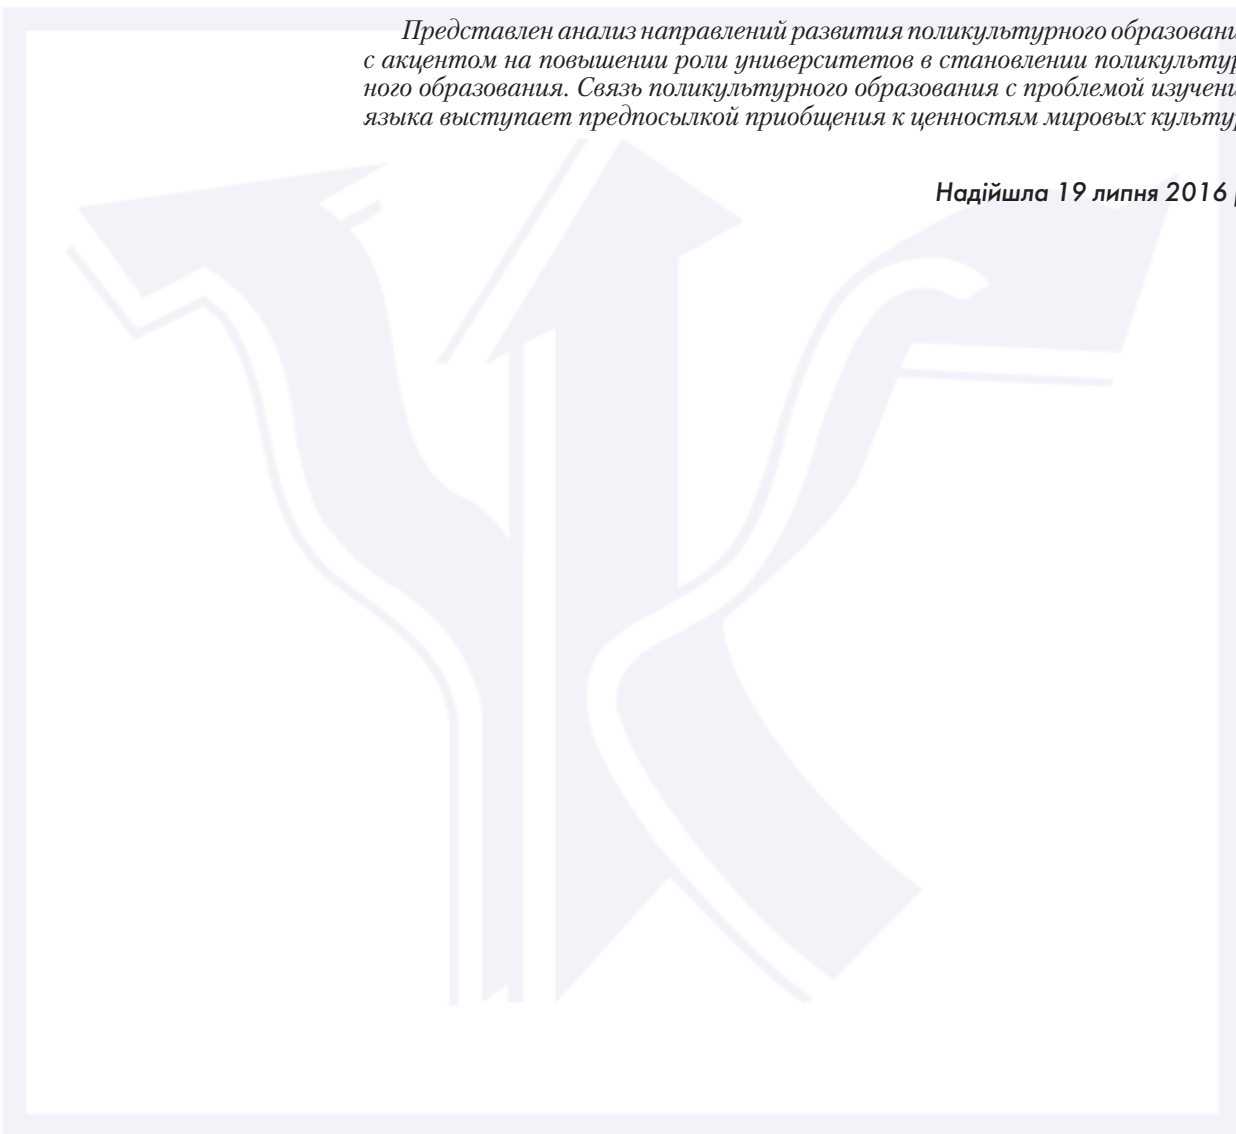 Представлен анализ направлений развития поликультурного образовани
с акцентом на повышении роли университетов в становлении поликультур
ного образования. Связь поликультурного образования с проблемой изучени
языка выступает предпосылкой приобщения к ценностям мировых культур
Надійшла 19 липня 2016